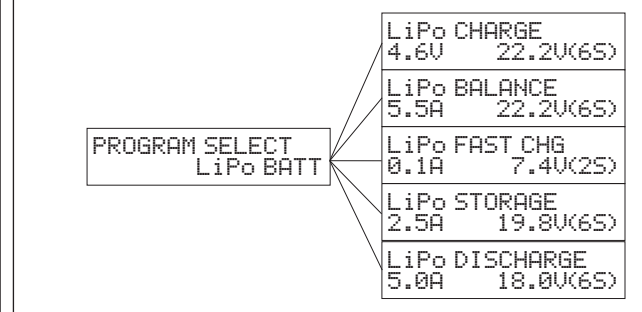 PROGRAM SELECT
LiPo BATT
LiPo CHARGE
4.6V 22.2V(6S)
LiPo BALANCE
5.5A 22.2V(6S)
LiPo FAST CHG
0.1A 7.4V(2S)
LiPo STORAGE
2.5A 19.8V(6S)
LiPo DISCHARGE
5.0A 18.0V(6S)